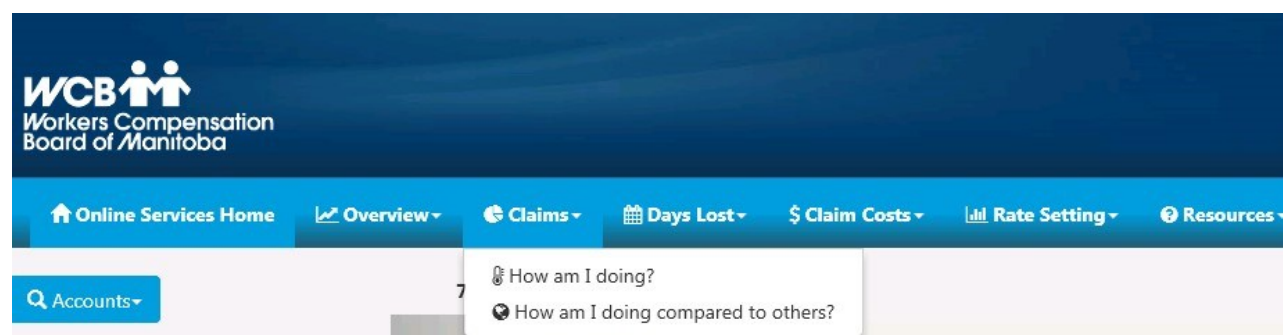 WCB
Workers Compensation
Board of Manitoba
Online Services Home Overview Claims Days Lost $ Claim Costs Rate Setting Resources
How am I doing?
Accounts 7
How am I doing compared to others?